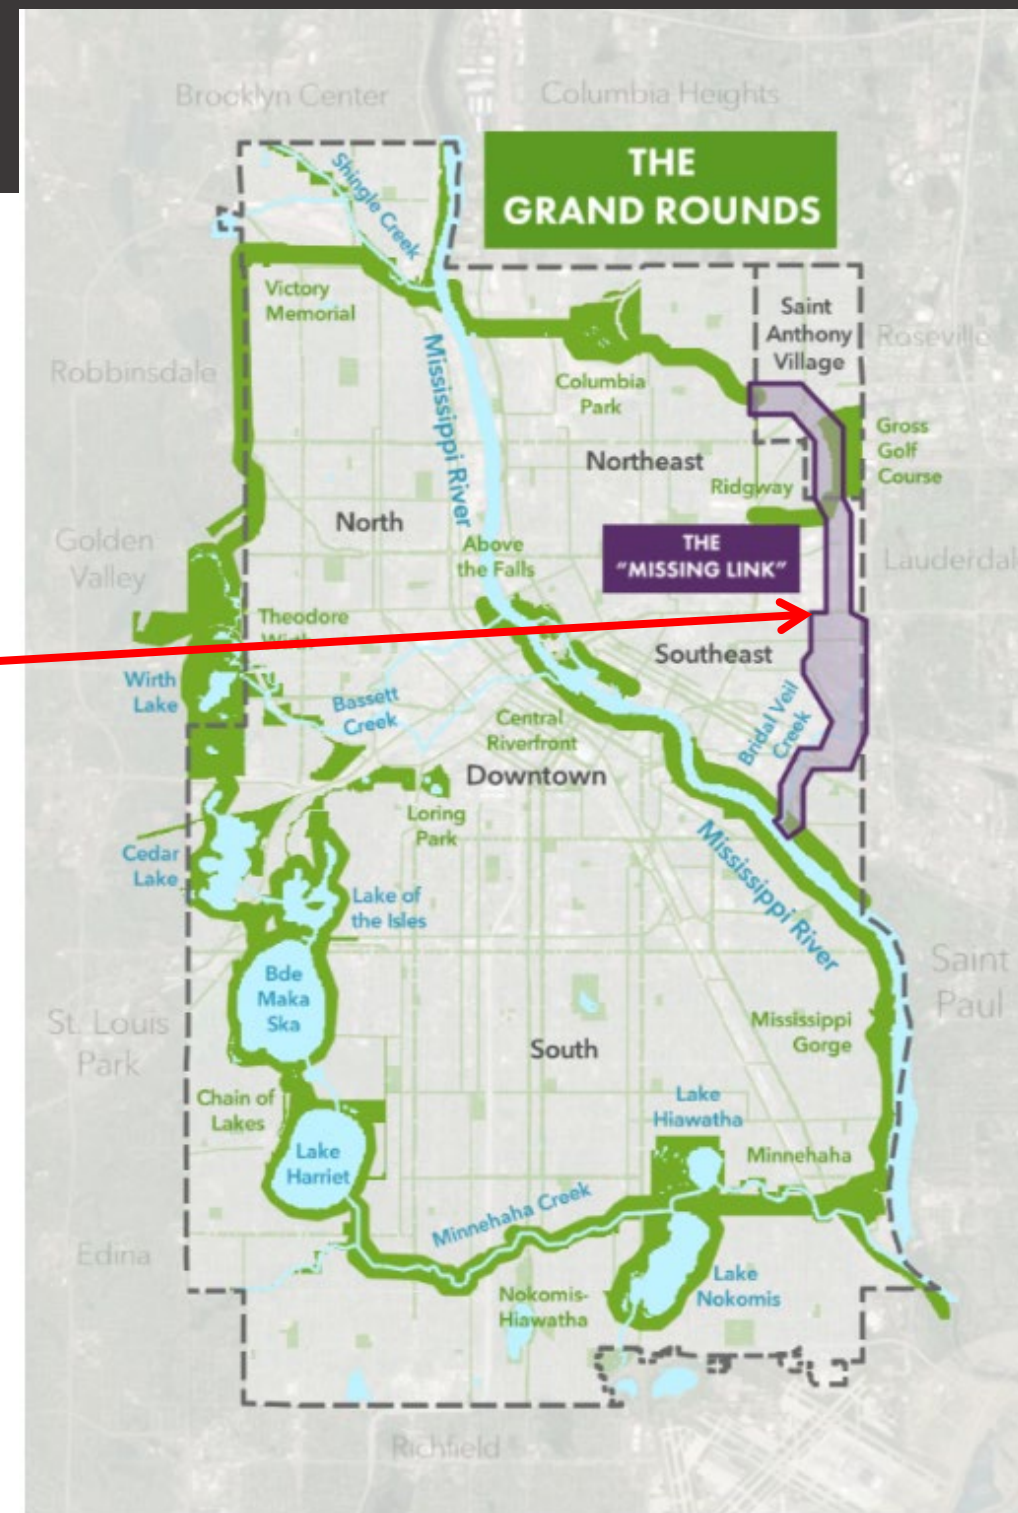 Brooklyn Center
Columbia Heights
THE
GRAND ROUNDS
Shingle Creek
Victory
Memorial
Saint
Anthony
Village
Roseville
Robbinsdale
Mississippi River
Columbia
Park
Gross
Golf
Course
Northeast
Ridgway
North
Golden
Valley
Above
the Falls
THE
"MISSING LINK"
Lauderdal
Theodore
Wirth
Southeast
Wirth
Lake
Bassett
Creek
Bridal Veil
Creek
Central
Riverfront
Downtown
Loring
Park
Cedar
Lake
Mississippi River
Lake of
the Isles
Bde
Maka
Ska
Saint
Paul
St. Louis
Park
Mississippi
Gorge
South
Chain of
Lakes
Lake
Hiawatha
Lake
Harriet
Minnehaha
Minnehaha Creek
Edina
Lake
Nokomis
Nokomis-
Hiawatha
Richfield